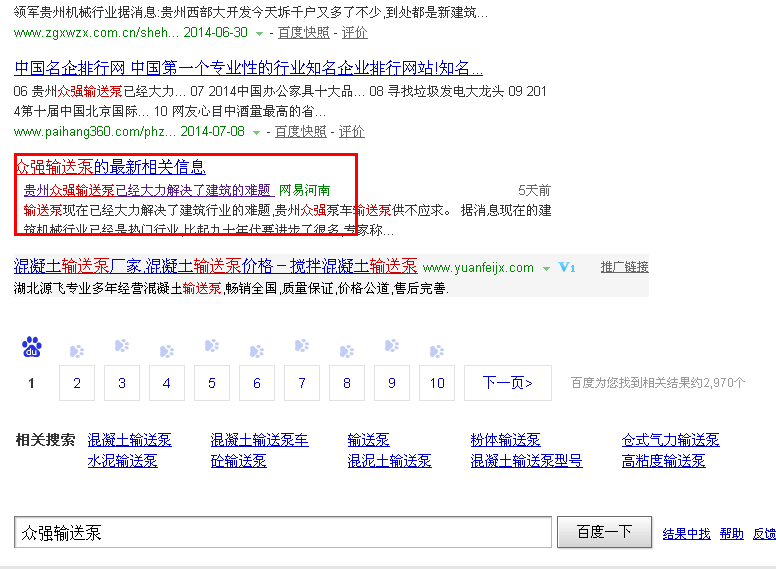 领军贵州机械行业据消息:贵州西部大开发今天坼千户又多了不少,到处都是新建筑...
www.zgxwzx.com.cn/sheh... 2014-06-30 - 百度快照 - 评价
中国名企排行网 中国第一个专业性的行业知名企业排行网站!知名...
06 贵州众强输送泵已经大力... 07 2014中国办公家具十大品... 08 寻找垃圾发电大龙头 09 201
4第十届中国北京国际... 10 网友心目中酒量最高的省...
www.paihang360.com/phz... 2014-07-08 - 百度快照 - 评价
众强输送泵的最新相关信息
贵州众强输送泵已经大力解决了建筑的难题 网易河南 5天前
输送泵现在已经大力解决了建筑行业的难题,贵州众强泵车输送泵供不应求。 据消息现在的建
筑机械行业已经是热门行业,比起九十年代要进步了很多,专家称...
混凝土输送泵厂家,混凝土输送泵价格-搅拌混凝土输送泵 www.yuanfeijx.com V1 推广链接
湖北源飞专业多年经营混凝土输送泵,畅销全国,质量保证,价格公道,售后完善.
du
1 2 3 4 5 6 7 8 9 10 下一页> 百度为您找到相关结果约2,970个
相关搜索 混凝土输送泵 混凝土输送泵车 输送泵 粉体输送泵 仓式气力输送泵
水泥输送泵 砼输送泵 混泥土输送泵 混凝土输送泵型号 高粘度输送泵
众强输送泵 百度一下 结果中找 帮助 反馈